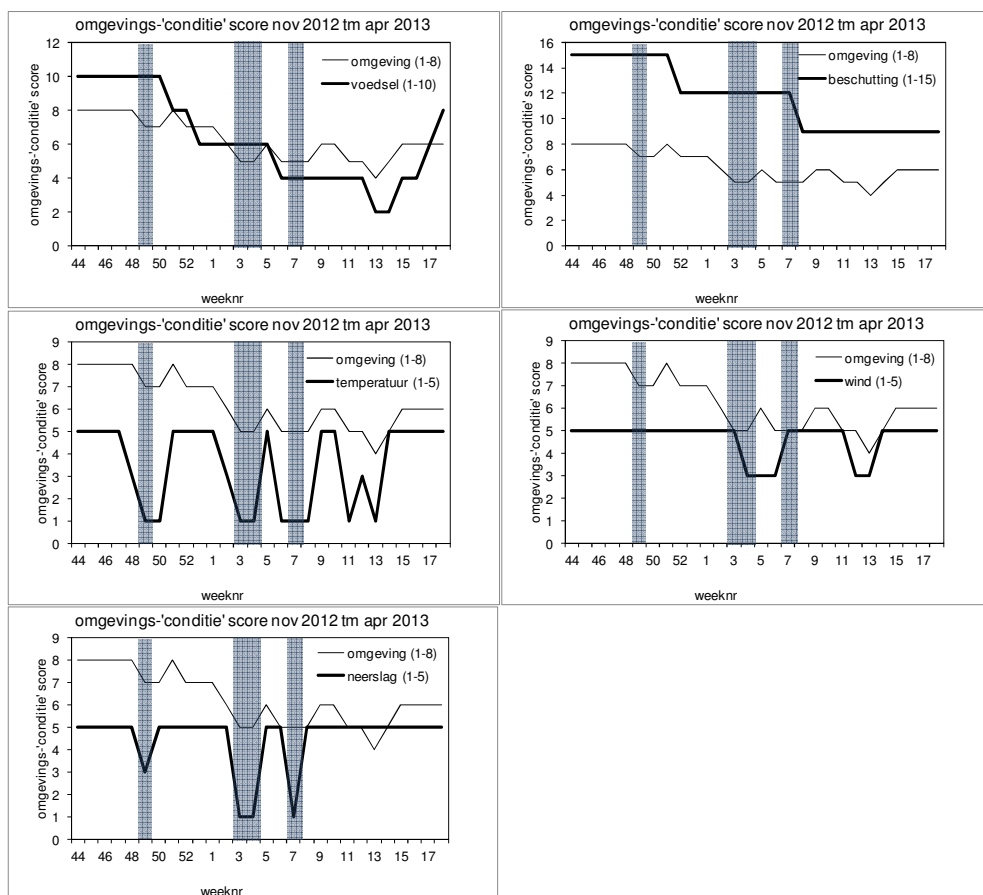 omgevings-'conditie' score nov 2012 tm apr 2013
omgevings-'conditie' score
12
10
8
6
4
2
0
omgeving (1-8)
voedsel (1-10)
44 46 48 50 52 1 3 5 7 9 11 13 15 17
weeknr
omgevings-'conditie' score nov 2012 tm apr 2013
omgevings-'conditie' score
16
14
12
10
8
6
4
2
0
omgeving (1-8)
beschutting (1-15)
44 46 48 50 52 1 3 5 7 9 11 13 15 17
weeknr
omgevings-'conditie' score nov 2012 tm apr 2013
omgevings-'conditie' score
9
8
7
6
5
4
3
2
1
0
omgeving (1-8)
temperatuur (1-5)
44 46 48 50 52 1 3 5 7 9 11 13 15 17
weeknr
omgevings-'conditie' score nov 2012 tm apr 2013
omgevings-'conditie' score
9
8
7
6
5
4
3
2
1
0
omgeving (1-8)
wind (1-5)
44 46 48 50 52 1 3 5 7 9 11 13 15 17
weeknr
omgevings-'conditie' score nov 2012 tm apr 2013
omgevings-'conditie' score
9
8
7
6
5
4
3
2
1
0
omgeving (1-8)
neerslag (1-5)
44 46 48 50 52 1 3 5 7 9 11 13 15 17
weeknr